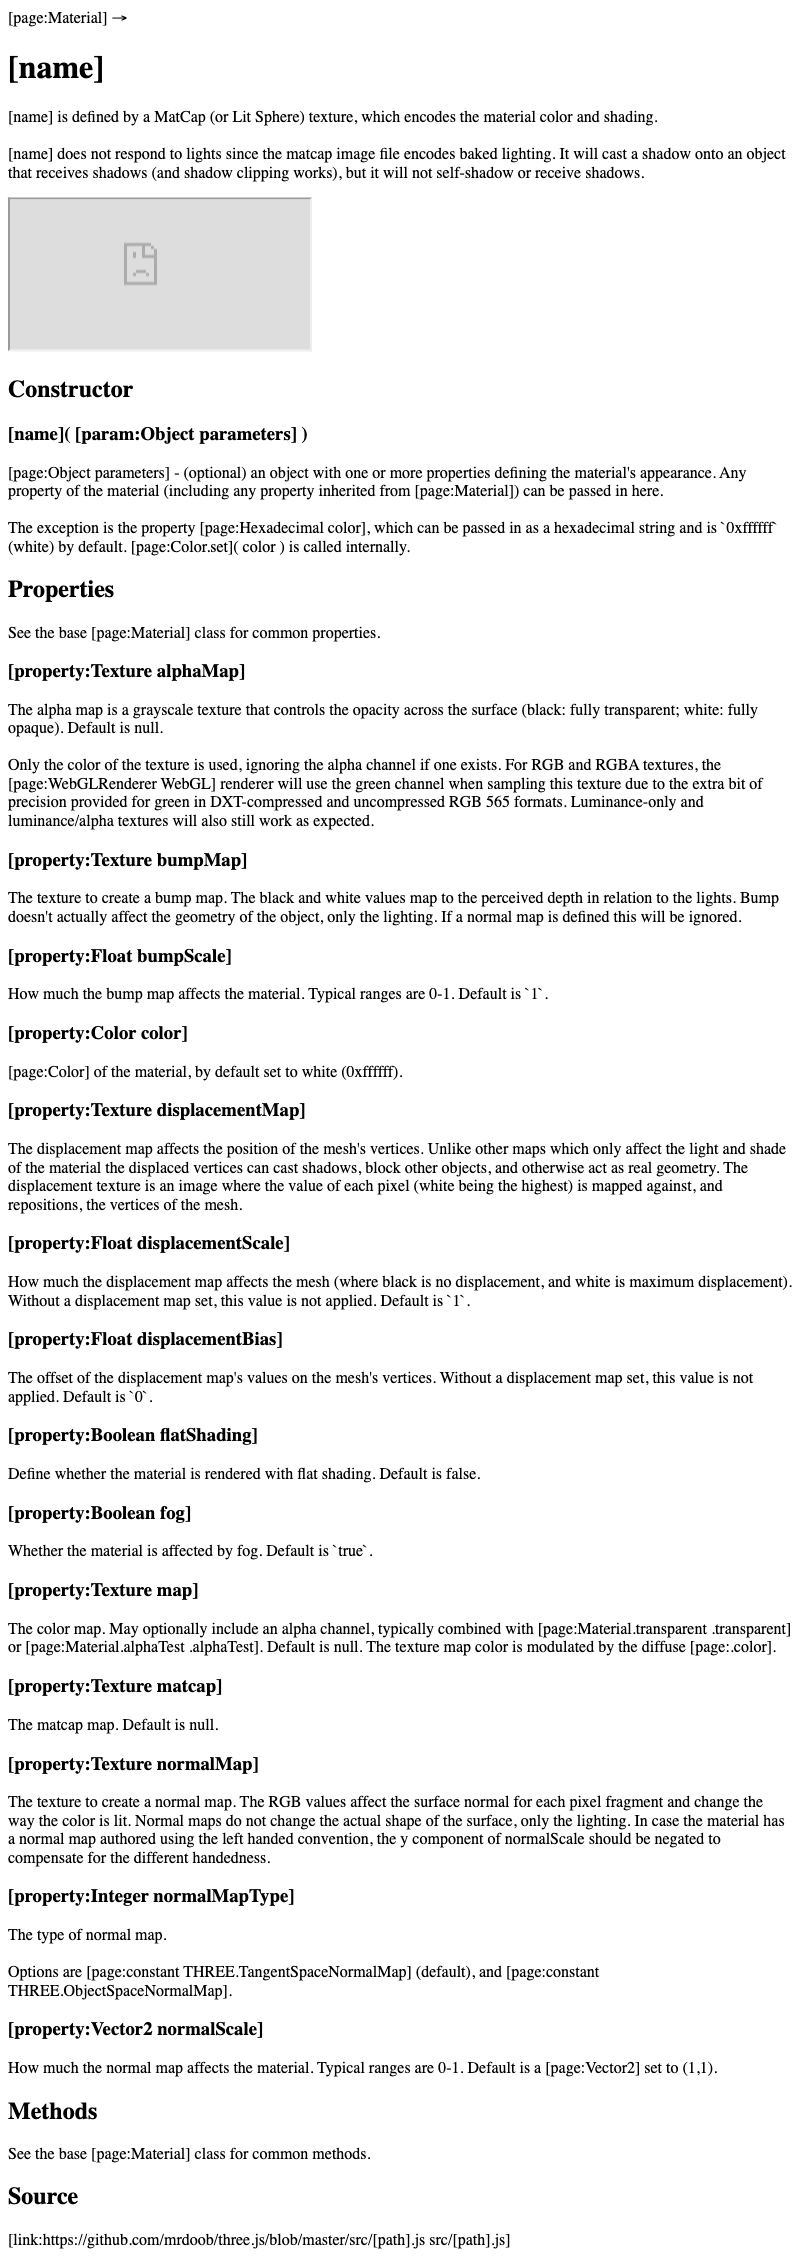 [page:Material] →
[name]
[name] is defined by a MatCap (or Lit Sphere) texture, which encodes the material color and shading.
[name] does not respond to lights since the matcap image file encodes baked lighting. It will cast a shadow onto an object
that receives shadows (and shadow clipping works), but it will not self-shadow or receive shadows.
Constructor
[name]( [param:Object parameters] )
[page:Object parameters] - (optional) an object with one or more properties defining the material's appearance. Any
property of the material (including any property inherited from [page:Material]) can be passed in here.
The exception is the property [page:Hexadecimal color], which can be passed in as a hexadecimal string and is `0xffffff`
(white) by default. [page:Color.set]( color ) is called internally.
Properties
See the base [page:Material] class for common properties.
[property:Texture alphaMap]
The alpha map is a grayscale texture that controls the opacity across the surface (black: fully transparent; white: fully
opaque). Default is null.
Only the color of the texture is used, ignoring the alpha channel if one exists. For RGB and RGBA textures, the
[page:WebGLRenderer WebGL] renderer will use the green channel when sampling this texture due to the extra bit of
precision provided for green in DXT-compressed and uncompressed RGB 565 formats. Luminance-only and
luminance/alpha textures will also still work as expected.
[property:Texture bumpMap]
The texture to create a bump map. The black and white values map to the perceived depth in relation to the lights. Bump
doesn't actually affect the geometry of the object, only the lighting. If a normal map is defined this will be ignored.
[property:Float bumpScale]
How much the bump map affects the material. Typical ranges are 0-1. Default is `1`.
[property:Color color]
[page:Color] of the material, by default set to white (0xffffff).
[property:Texture displacementMap]
The displacement map affects the position of the mesh's vertices. Unlike other maps which only affect the light and shade
of the material the displaced vertices can cast shadows, block other objects, and otherwise act as real geometry. The
displacement texture is an image where the value of each pixel (white being the highest) is mapped against, and
repositions, the vertices of the mesh.
[property:Float displacementScale]
How much the displacement map affects the mesh (where black is no displacement, and white is maximum displacement).
Without a displacement map set, this value is not applied. Default is `1`.
[property:Float displacementBias]
The offset of the displacement map's values on the mesh's vertices. Without a displacement map set, this value is not
applied. Default is `0`.
[property:Boolean flatShading]
Define whether the material is rendered with flat shading. Default is false.
[property:Boolean fog]
Whether the material is affected by fog. Default is `true`.
[property:Texture map]
The color map. May optionally include an alpha channel, typically combined with [page:Material.transparent .transparent]
or [page:Material.alphaTest .alphaTest]. Default is null. The texture map color is modulated by the diffuse [page:.color].
[property:Texture matcap]
The matcap map. Default is null.
[property:Texture normalMap]
The texture to create a normal map. The RGB values affect the surface normal for each pixel fragment and change the
way the color is lit. Normal maps do not change the actual shape of the surface, only the lighting. In case the material has
a normal map authored using the left handed convention, the y component of normalScale should be negated to
compensate for the different handedness.
[property:Integer normalMapType]
The type of normal map.
Options are [page:constant THREE.TangentSpaceNormalMap] (default), and [page:constant
THREE.ObjectSpaceNormalMap].
[property:Vector2 normalScale]
How much the normal map affects the material. Typical ranges are 0-1. Default is a [page:Vector2] set to (1,1).
Methods
See the base [page:Material] class for common methods.
Source
[link:https://github.com/mrdoob/three.js/blob/master/src/[path].js src/[path].js]